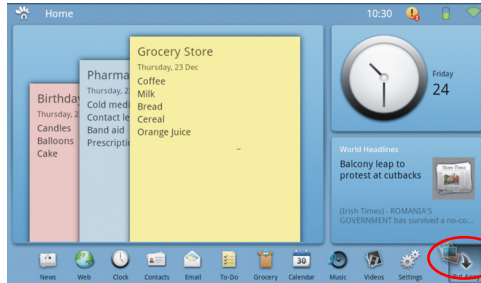 Home
10:30
Grocery Store
Thursday, 23 Dec
Coffee
Milk
Bread
Cereal
Orange Juice
Pharma
Thursday, 2
Cold medi
Contact le
Band aid
Prescripti
Birthday
Thursday, 2
Candles
Balloons
Cake
Friday
24
World Headlines
Balcony leap to
protest at cutbacks
(Irish Times) - ROMANIA'S
GOVERNMENT has survived a no-co...
30
News
Web
Clock
Contacts
Email
To-Do
Grocery
Calendar
Music
Videos
Settings
Put Away